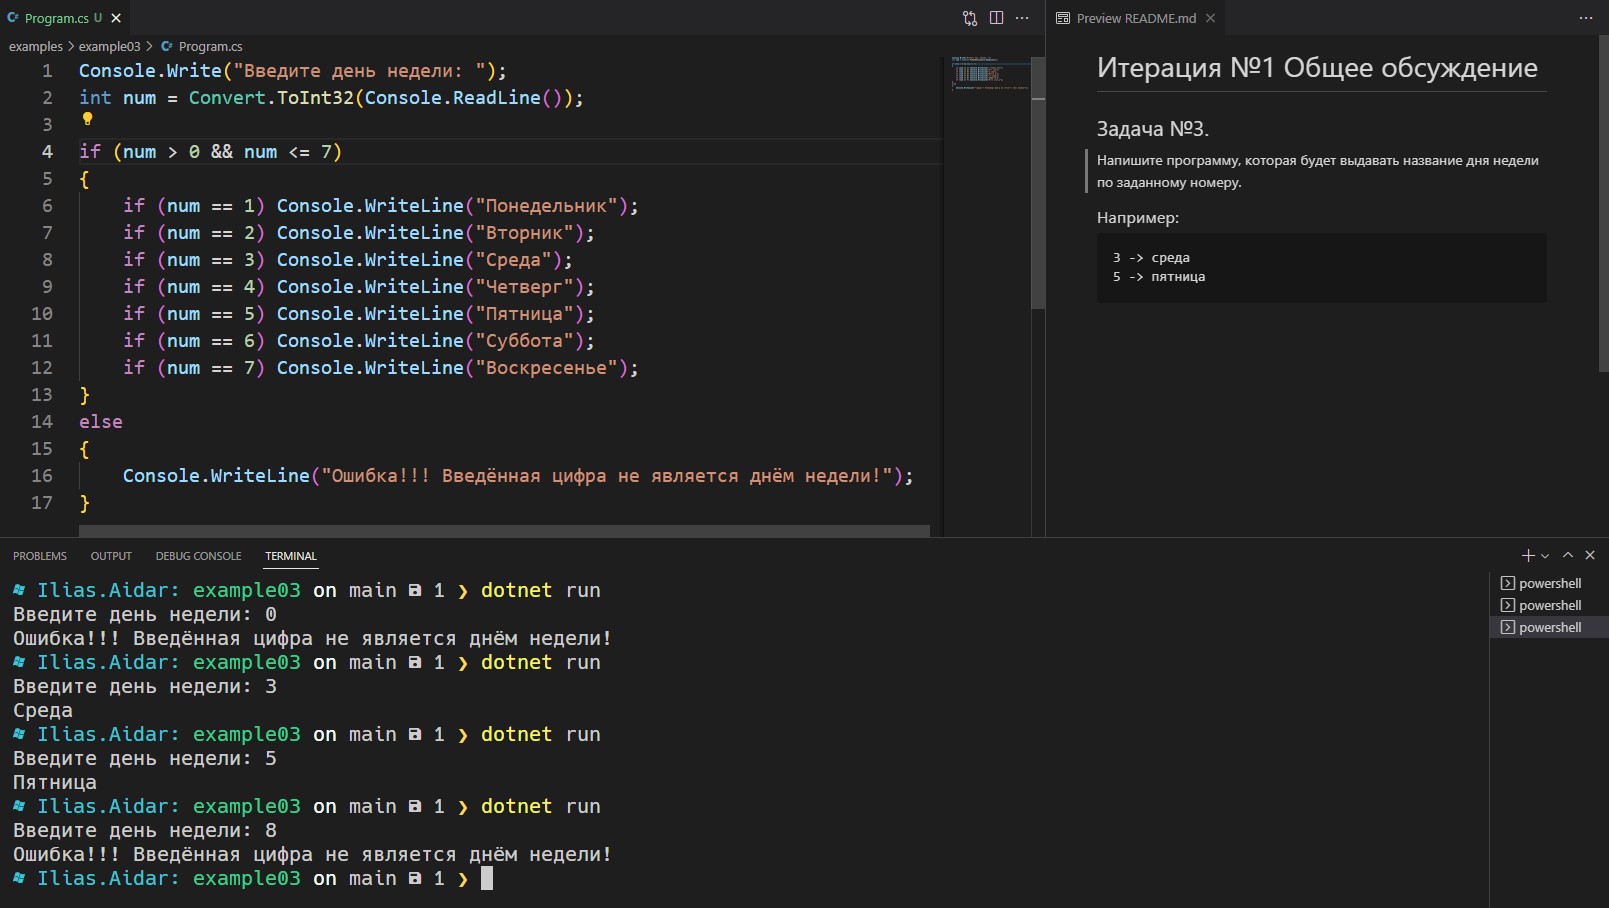 Program.cs U
examples > example03 > Program.cs
1 Console.Write("Введите день недели: ");
2 int num = Convert.ToInt32(Console.ReadLine());
3
4 if (num > 0 && num <= 7)
5 {
6 if (num == 1) Console.WriteLine("Понедельник");
7 if (num == 2) Console.WriteLine("Вторник");
8 if (num == 3) Console.WriteLine("Среда");
9 if (num == 4) Console.WriteLine("Четверг");
10 if (num == 5) Console.WriteLine("Пятница");
11 if (num == 6) Console.WriteLine("Суббота");
12 if (num == 7) Console.WriteLine("Воскресенье");
13 }
14 else
15 {
16 Console.WriteLine("Ошибка!!! Введённая цифра не является днём недели!");
17 }
Preview README.md
Итерация №1 Общее обсуждение
Задача №3.
Напишите программу, которая будет выдавать название дня недели
по заданному номеру.
Например:
3 -> среда
5 -> пятница
PROBLEMS OUTPUT DEBUG CONSOLE TERMINAL
Ilias.Aidar: example03 on main 1 ❯ dotnet run
Введите день недели: 0
Ошибка!!! Введённая цифра не является днём недели!
Ilias.Aidar: example03 on main 1 ❯ dotnet run
Введите день недели: 3
Среда
Ilias.Aidar: example03 on main 1 ❯ dotnet run
Введите день недели: 5
Пятница
Ilias.Aidar: example03 on main 1 ❯ dotnet run
Введите день недели: 8
Ошибка!!! Введённая цифра не является днём недели!
Ilias.Aidar: example03 on main 1 ❯
powershell
powershell
powershell